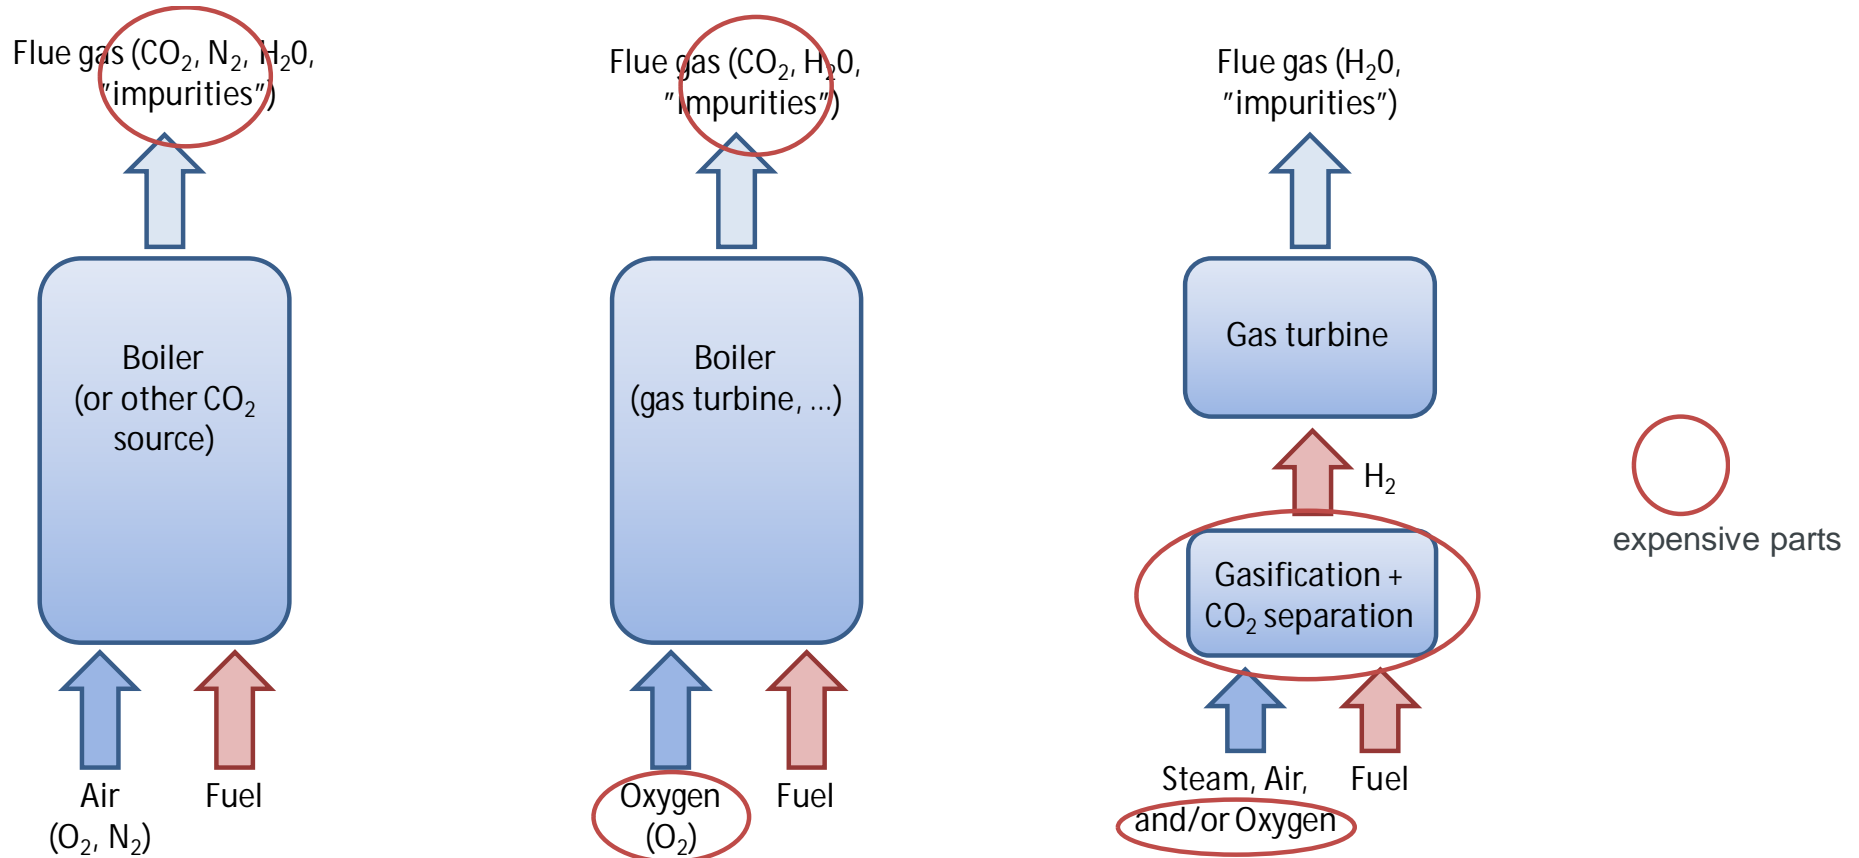 Flue gas (CO₂, N₂, H₂0,
"impurities")
Boiler
(or other CO₂
source)
Air
(O₂, N₂)
Fuel
Flue gas (CO₂, H₂0,
"impurities")
Boiler
(gas turbine, ...)
Oxygen
(O₂)
Fuel
Flue gas (H₂0,
"impurities")
Gas turbine
H₂
Gasification +
CO₂ separation
Steam, Air,
and/or Oxygen
Fuel
expensive parts